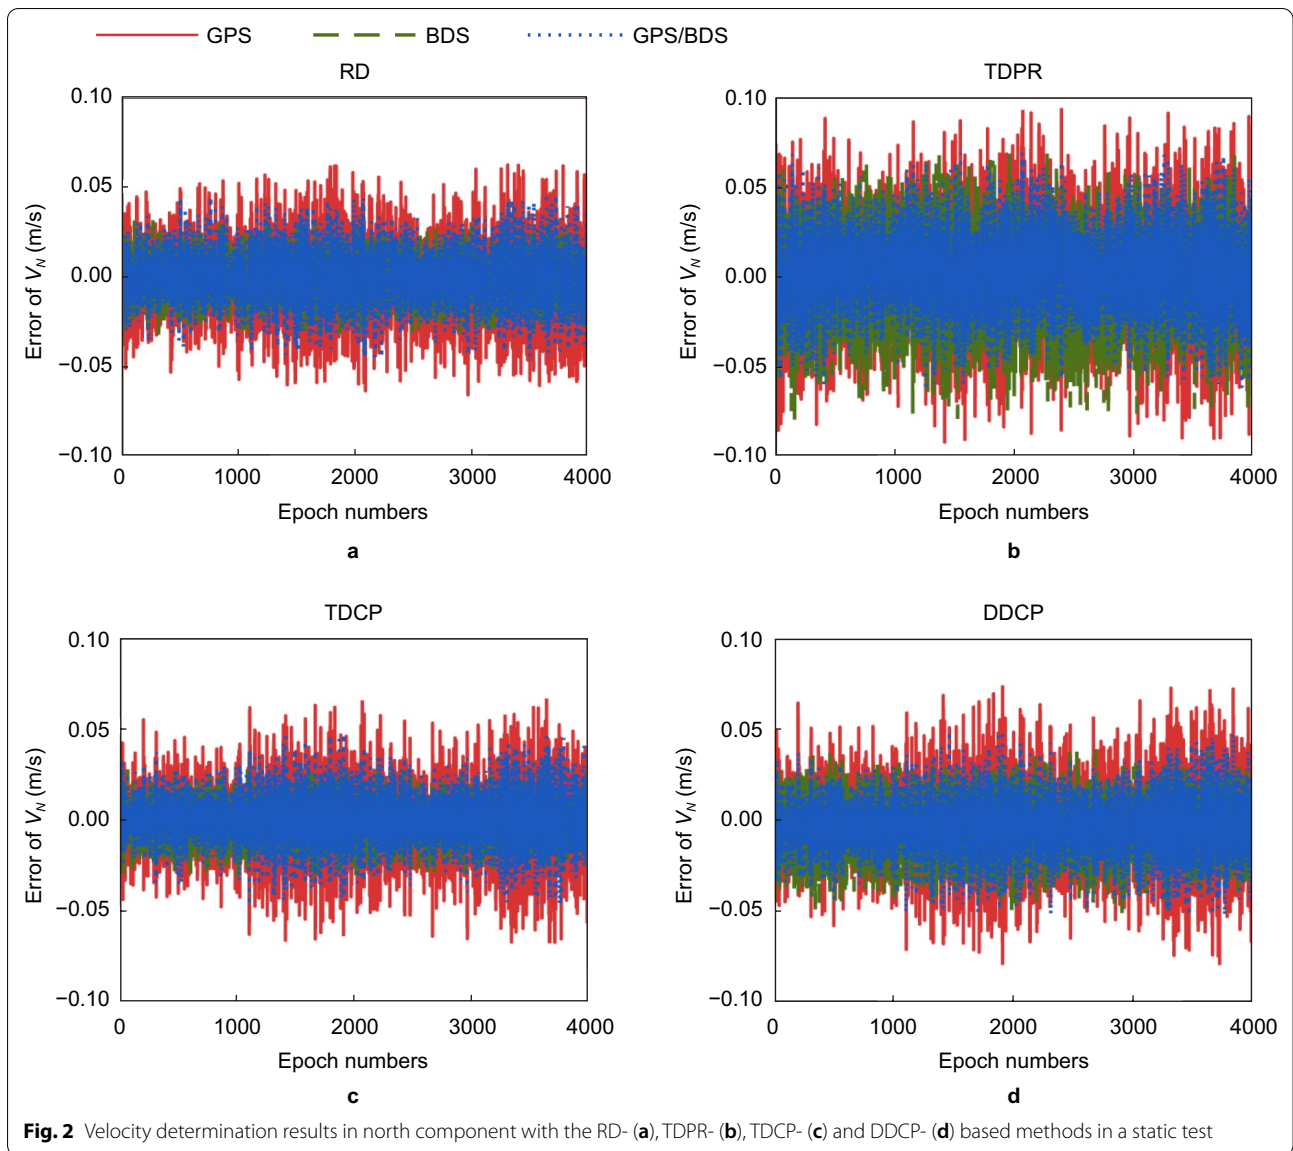 GPS BDS GPS/BDS
RD
0.10
0.05
0.00
−0.05
−0.10
Error of V_N (m/s)
0 1000 2000 3000 4000
Epoch numbers
a
TDPR
0.10
0.05
0.00
−0.05
−0.10
Error of V_N (m/s)
0 1000 2000 3000 4000
Epoch numbers
b
TDCP
0.10
0.05
0.00
−0.05
−0.10
Error of V_N (m/s)
0 1000 2000 3000 4000
Epoch numbers
c
DDCP
0.10
0.05
0.00
−0.05
−0.10
Error of V_N (m/s)
0 1000 2000 3000 4000
Epoch numbers
d
Fig. 2 Velocity determination results in north component with the RD- (a), TDPR- (b), TDCP- (c) and DDCP- (d) based methods in a static test